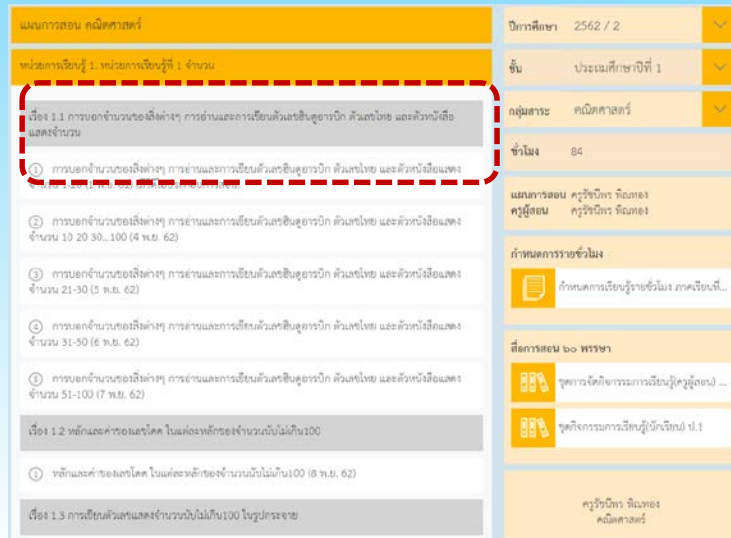 แผนการสอน คณิตศาสตร์
หน่วยการเรียนรู้ 1. หน่วยการเรียนรู้ที่ 1 จำนวน
เรื่อง 1.1 การบอกจำนวนของสิ่งต่างๆ การอ่านและการเขียนตัวเลขฮินดูอารบิก ตัวเลขไทย และตัวหนังสือ
แสดงจำนวน
1 การบอกจำนวนของสิ่งต่างๆ การอ่านและการเขียนตัวเลขฮินดูอารบิก ตัวเลขไทย และตัวหนังสือแสดง
จำนวน 1-20 (1 พ.ย. 62)
2 การบอกจำนวนของสิ่งต่างๆ การอ่านและการเขียนตัวเลขฮินดูอารบิก ตัวเลขไทย และตัวหนังสือแสดง
จำนวน 10 20 30...100 (4 พ.ย. 62)
3 การบอกจำนวนของสิ่งต่างๆ การอ่านและการเขียนตัวเลขฮินดูอารบิก ตัวเลขไทย และตัวหนังสือแสดง
จำนวน 21-30 (5 พ.ย. 62)
4 การบอกจำนวนของสิ่งต่างๆ การอ่านและการเขียนตัวเลขฮินดูอารบิก ตัวเลขไทย และตัวหนังสือแสดง
จำนวน 31-50 (6 พ.ย. 62)
5 การบอกจำนวนของสิ่งต่างๆ การอ่านและการเขียนตัวเลขฮินดูอารบิก ตัวเลขไทย และตัวหนังสือแสดง
จำนวน 51-100 (7 พ.ย. 62)
เรื่อง 1.2 หลักและค่าของเลขโดด ในแต่ละหลักของจำนวนนับไม่เกิน100
1 หลักและค่าของเลขโดด ในแต่ละหลักของจำนวนนับไม่เกิน100 (8 พ.ย. 62)
เรื่อง 1.3 การเขียนตัวเลขแสดงจำนวนนับไม่เกิน100 ในรูปกระจาย
ปีการศึกษา 2562 / 2
ชั้น ประถมศึกษาปีที่ 1
กลุ่มสาระ คณิตศาสตร์
ชั่วโมง 84
แผนการสอน ครูรัชนีพร พิณทอง
ครูผู้สอน ครูรัชนีพร พิณทอง
กำหนดการรายชั่วโมง
กำหนดการเรียนรู้รายชั่วโมง ภาคเรียนที่...
สื่อการสอน ๖๐ พรรษา
ชุดการจัดกิจกรรมการเรียนรู้(ครูผู้สอน) ...
ชุดกิจกรรมการเรียนรู้(นักเรียน) ป.1
ครูรัชนีพร พิณทอง
คณิตศาสตร์